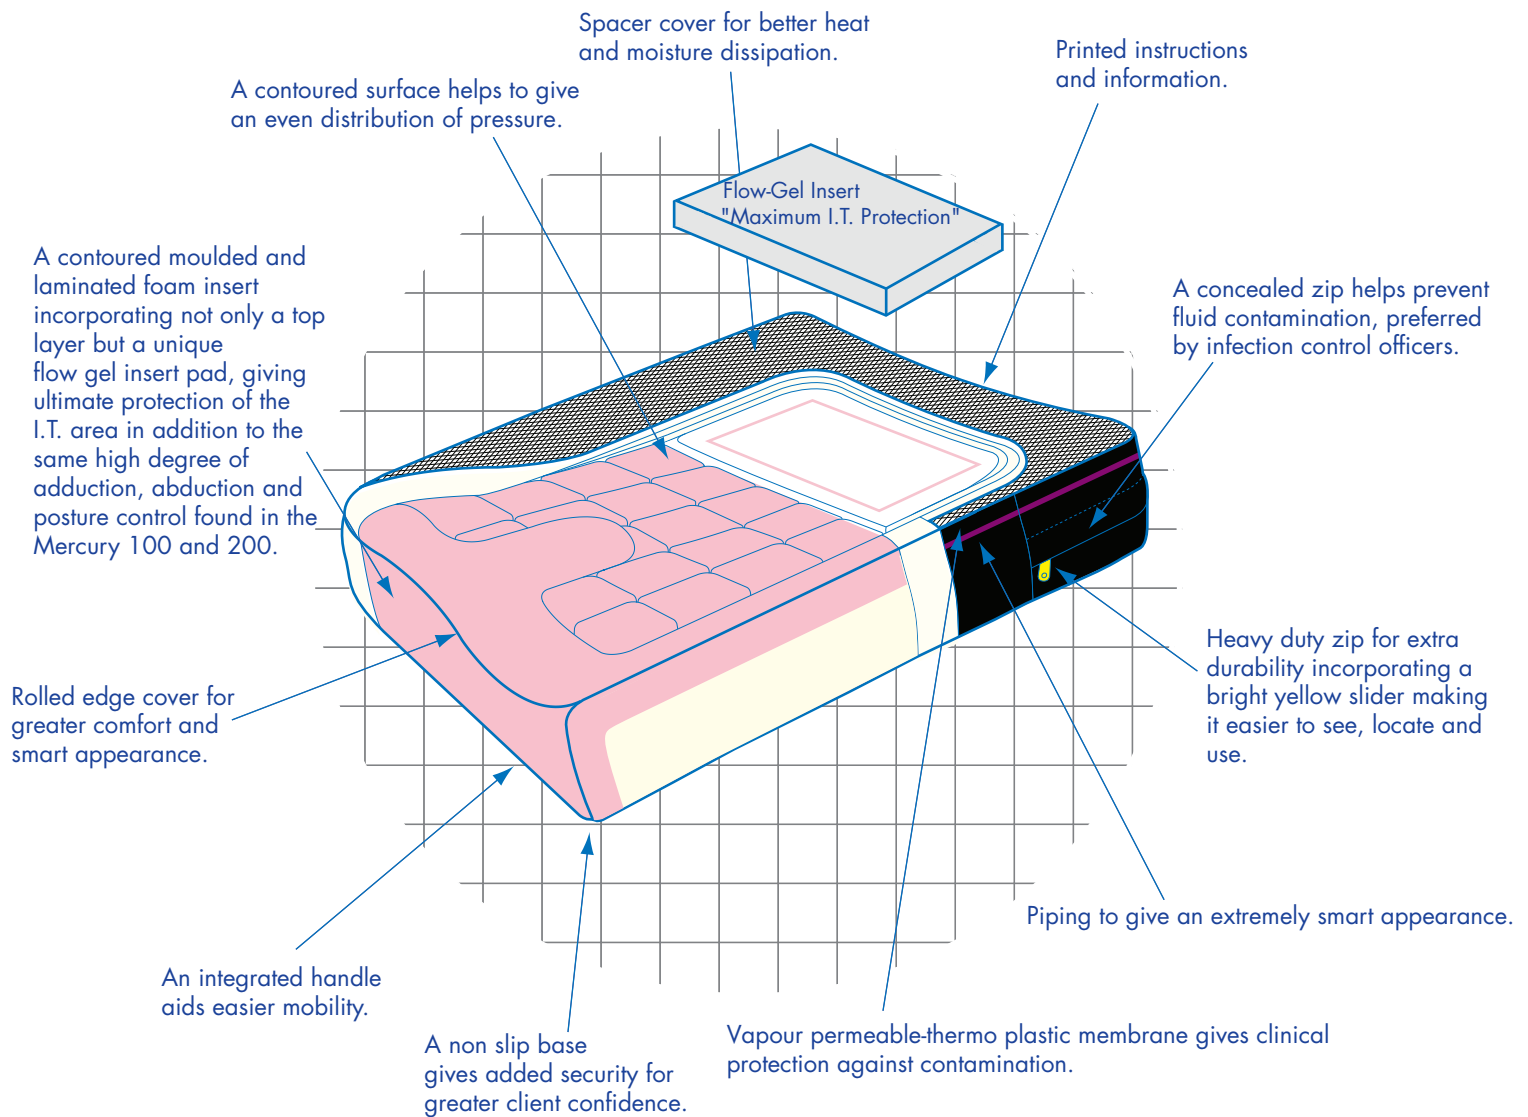 Spacer cover for better heat
and moisture dissipation.
Printed instructions
and information.
A contoured surface helps to give
an even distribution of pressure.
Flow-Gel Insert
"Maximum I.T. Protection"
A contoured moulded and
laminated foam insert
incorporating not only a top
layer but a unique
flow gel insert pad, giving
ultimate protection of the
I.T. area in addition to the
same high degree of
adduction, abduction and
posture control found in the
Mercury 100 and 200.
A concealed zip helps prevent
fluid contamination, preferred
by infection control officers.
Heavy duty zip for extra
durability incorporating a
bright yellow slider making
it easier to see, locate and
use.
Rolled edge cover for
greater comfort and
smart appearance.
Piping to give an extremely smart appearance.
An integrated handle
aids easier mobility.
Vapour permeable-thermo plastic membrane gives clinical
protection against contamination.
A non slip base
gives added security for
greater client confidence.